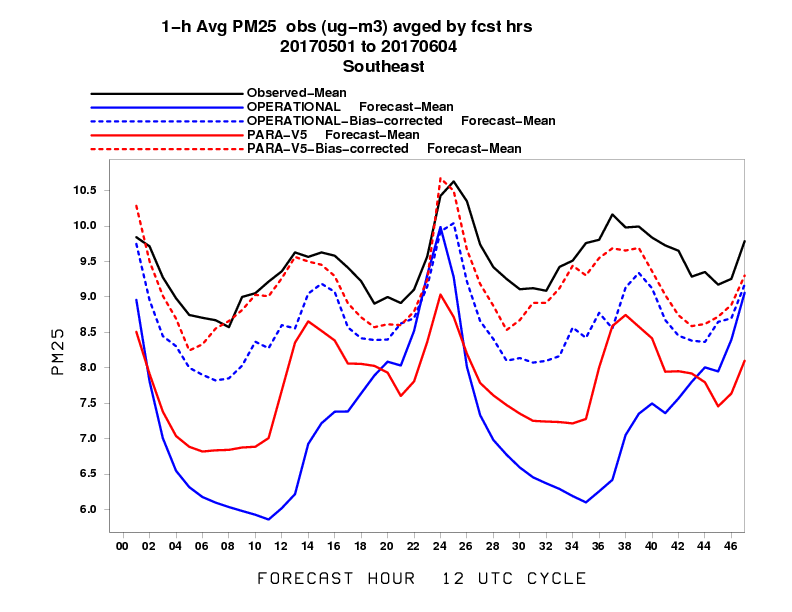 1−h Avg PM25  obs (ug−m3) avged by fcst hrs
20170501 to 20170604
Southeast
Observed−Mean
OPERATIONAL    Forecast−Mean
OPERATIONAL−Bias−corrected    Forecast−Mean
PARA−V5    Forecast−Mean
PARA−V5−Bias−corrected    Forecast−Mean
10.5
10.0
9.5
9.0
8.5
8.0
7.5
7.0
6.5
6.0
PM25
00 02 04 06 08 10 12 14 16 18 20 22 24 26 28 30 32 34 36 38 40 42 44 46
FORECAST HOUR  12 UTC CYCLE